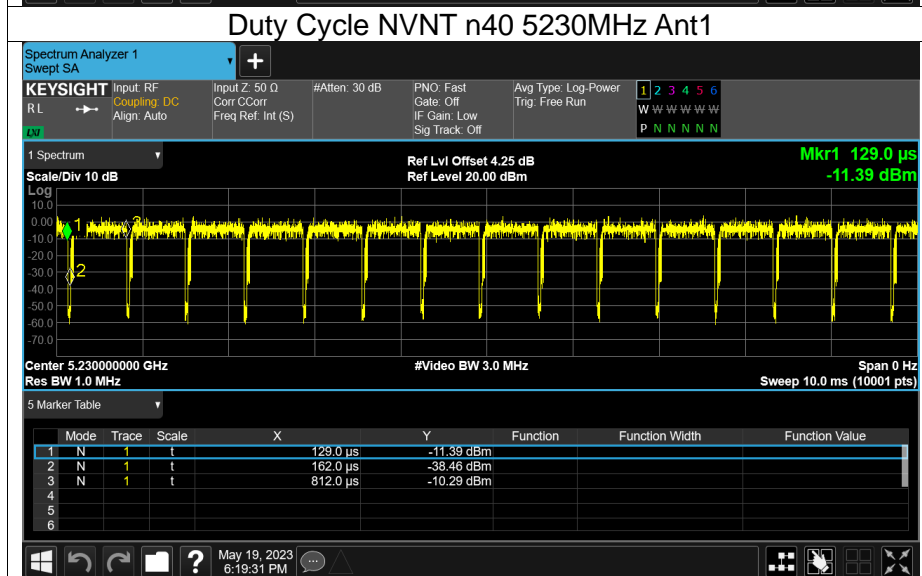 Duty Cycle NVNT n40 5230MHz Ant1
Spectrum Analyzer 1
Swept SA
+
KEYSIGHT Input: RF Input Z: 50 Ω #Atten: 30 dB PNO: Fast Avg Type: Log-Power 1 2 3 4 5 6
RL Coupling: DC Corr CCorr Gate: Off Trig: Free Run W W W W W W
Align: Auto Freq Ref: Int (S) IF Gain: Low
LXI Sig Track: Off P N N N N N
1 Spectrum Ref Lvl Offset 4.25 dB Mkr1 129.0 µs
Scale/Div 10 dB Ref Level 20.00 dBm -11.39 dBm
Log
10.0
0.00 1 3
-10.0
-20.0
-30.0 2
-40.0
-50.0
-60.0
-70.0
Center 5.230000000 GHz #Video BW 3.0 MHz Span 0 Hz
Res BW 1.0 MHz Sweep 10.0 ms (10001 pts)
5 Marker Table
Mode Trace Scale X Y Function Function Width Function Value
1 N 1 t 129.0 µs -11.39 dBm
2 N 1 t 162.0 µs -38.46 dBm
3 N 1 t 812.0 µs -10.29 dBm
4
5
6
? May 19, 2023
6:19:31 PM